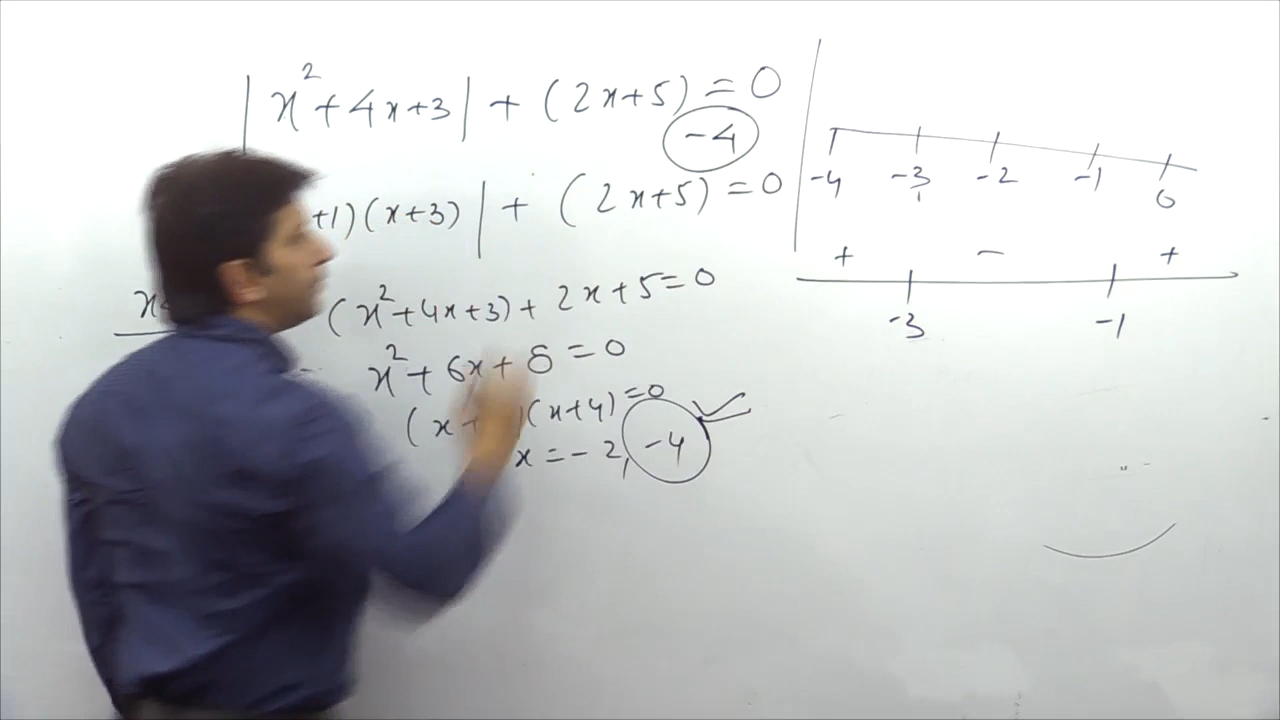 |x²+4x+3| + (2x+5) = 0
-4
+1)(x+3)| + (2x+5) = 0
(x²+4x+3) + 2x+5=0
x²+6x+8=0
(x+ )(x+4)=0
x=-2, -4
-4 -3 -2 -1 0
+ - +
-3 -1